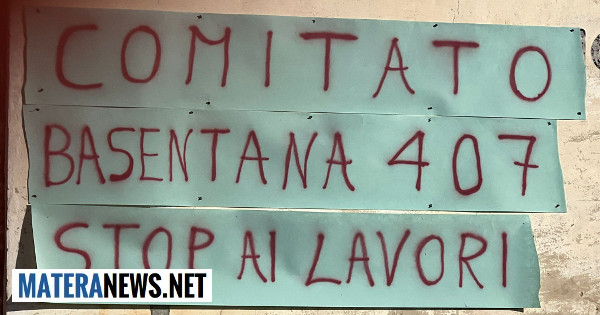 COMITATO
BASENTANA 407
STOP AI LAVORI
MATERANEWS.NET